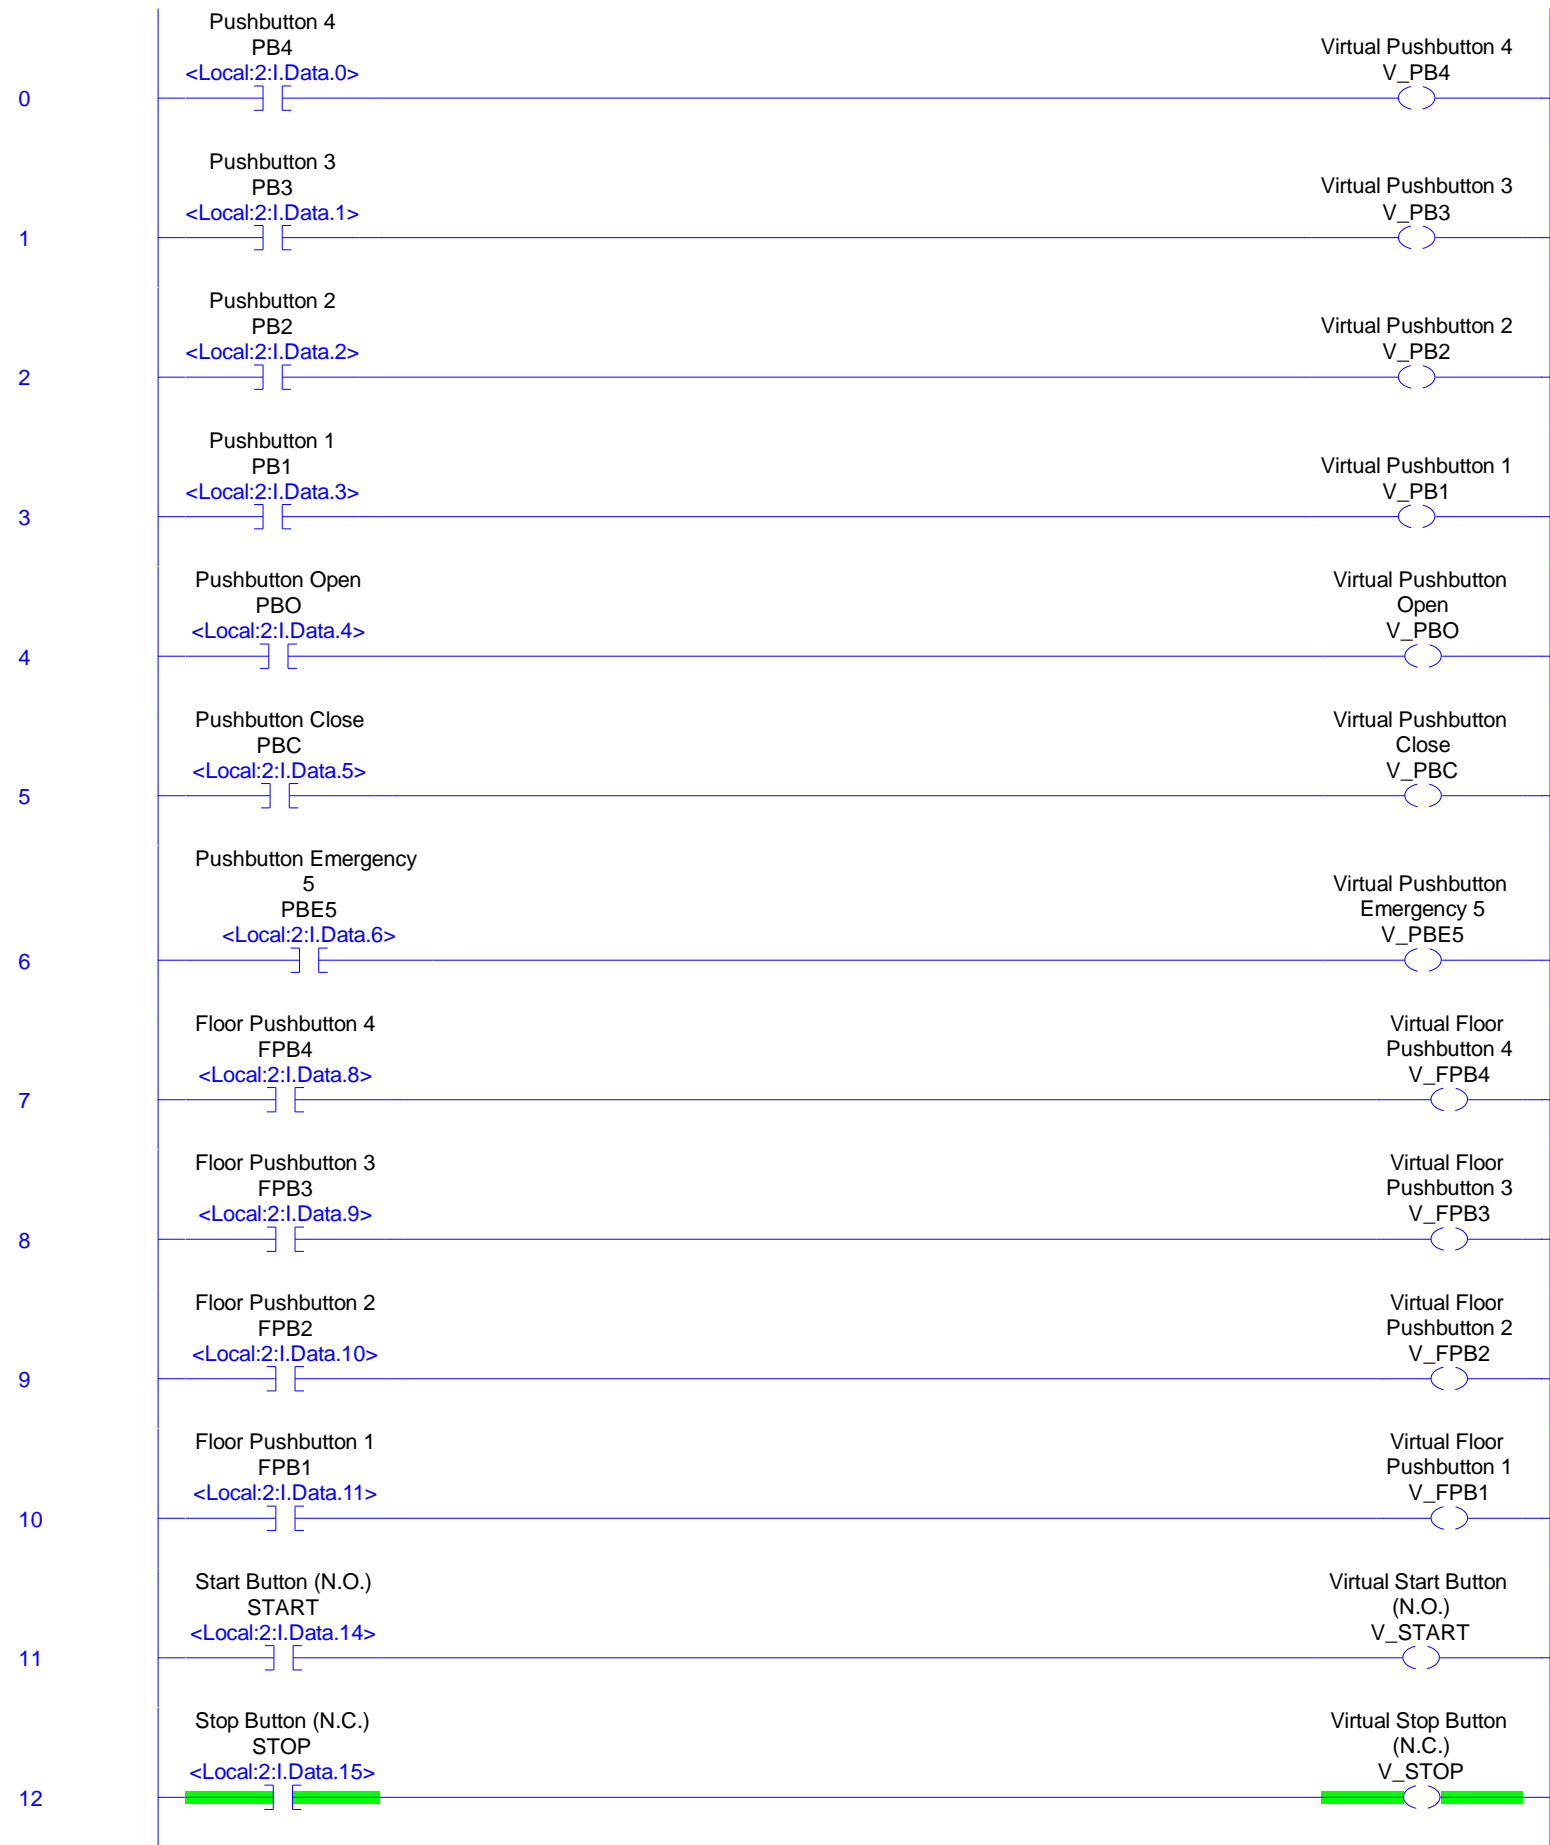 Pushbutton 4
PB4
<Local:2:I.Data.0>
Virtual Pushbutton 4
V_PB4
0
Pushbutton 3
PB3
<Local:2:I.Data.1>
Virtual Pushbutton 3
V_PB3
1
Pushbutton 2
PB2
<Local:2:I.Data.2>
Virtual Pushbutton 2
V_PB2
2
Pushbutton 1
PB1
<Local:2:I.Data.3>
Virtual Pushbutton 1
V_PB1
3
Pushbutton Open
PBO
<Local:2:I.Data.4>
Virtual Pushbutton
Open
V_PBO
4
Pushbutton Close
PBC
<Local:2:I.Data.5>
Virtual Pushbutton
Close
V_PBC
5
Pushbutton Emergency
5
PBE5
<Local:2:I.Data.6>
Virtual Pushbutton
Emergency 5
V_PBE5
6
Floor Pushbutton 4
FPB4
<Local:2:I.Data.8>
Virtual Floor
Pushbutton 4
V_FPB4
7
Floor Pushbutton 3
FPB3
<Local:2:I.Data.9>
Virtual Floor
Pushbutton 3
V_FPB3
8
Floor Pushbutton 2
FPB2
<Local:2:I.Data.10>
Virtual Floor
Pushbutton 2
V_FPB2
9
Floor Pushbutton 1
FPB1
<Local:2:I.Data.11>
Virtual Floor
Pushbutton 1
V_FPB1
10
Start Button (N.O.)
START
<Local:2:I.Data.14>
Virtual Start Button
(N.O.)
V_START
11
Stop Button (N.C.)
STOP
<Local:2:I.Data.15>
Virtual Stop Button
(N.C.)
V_STOP
12